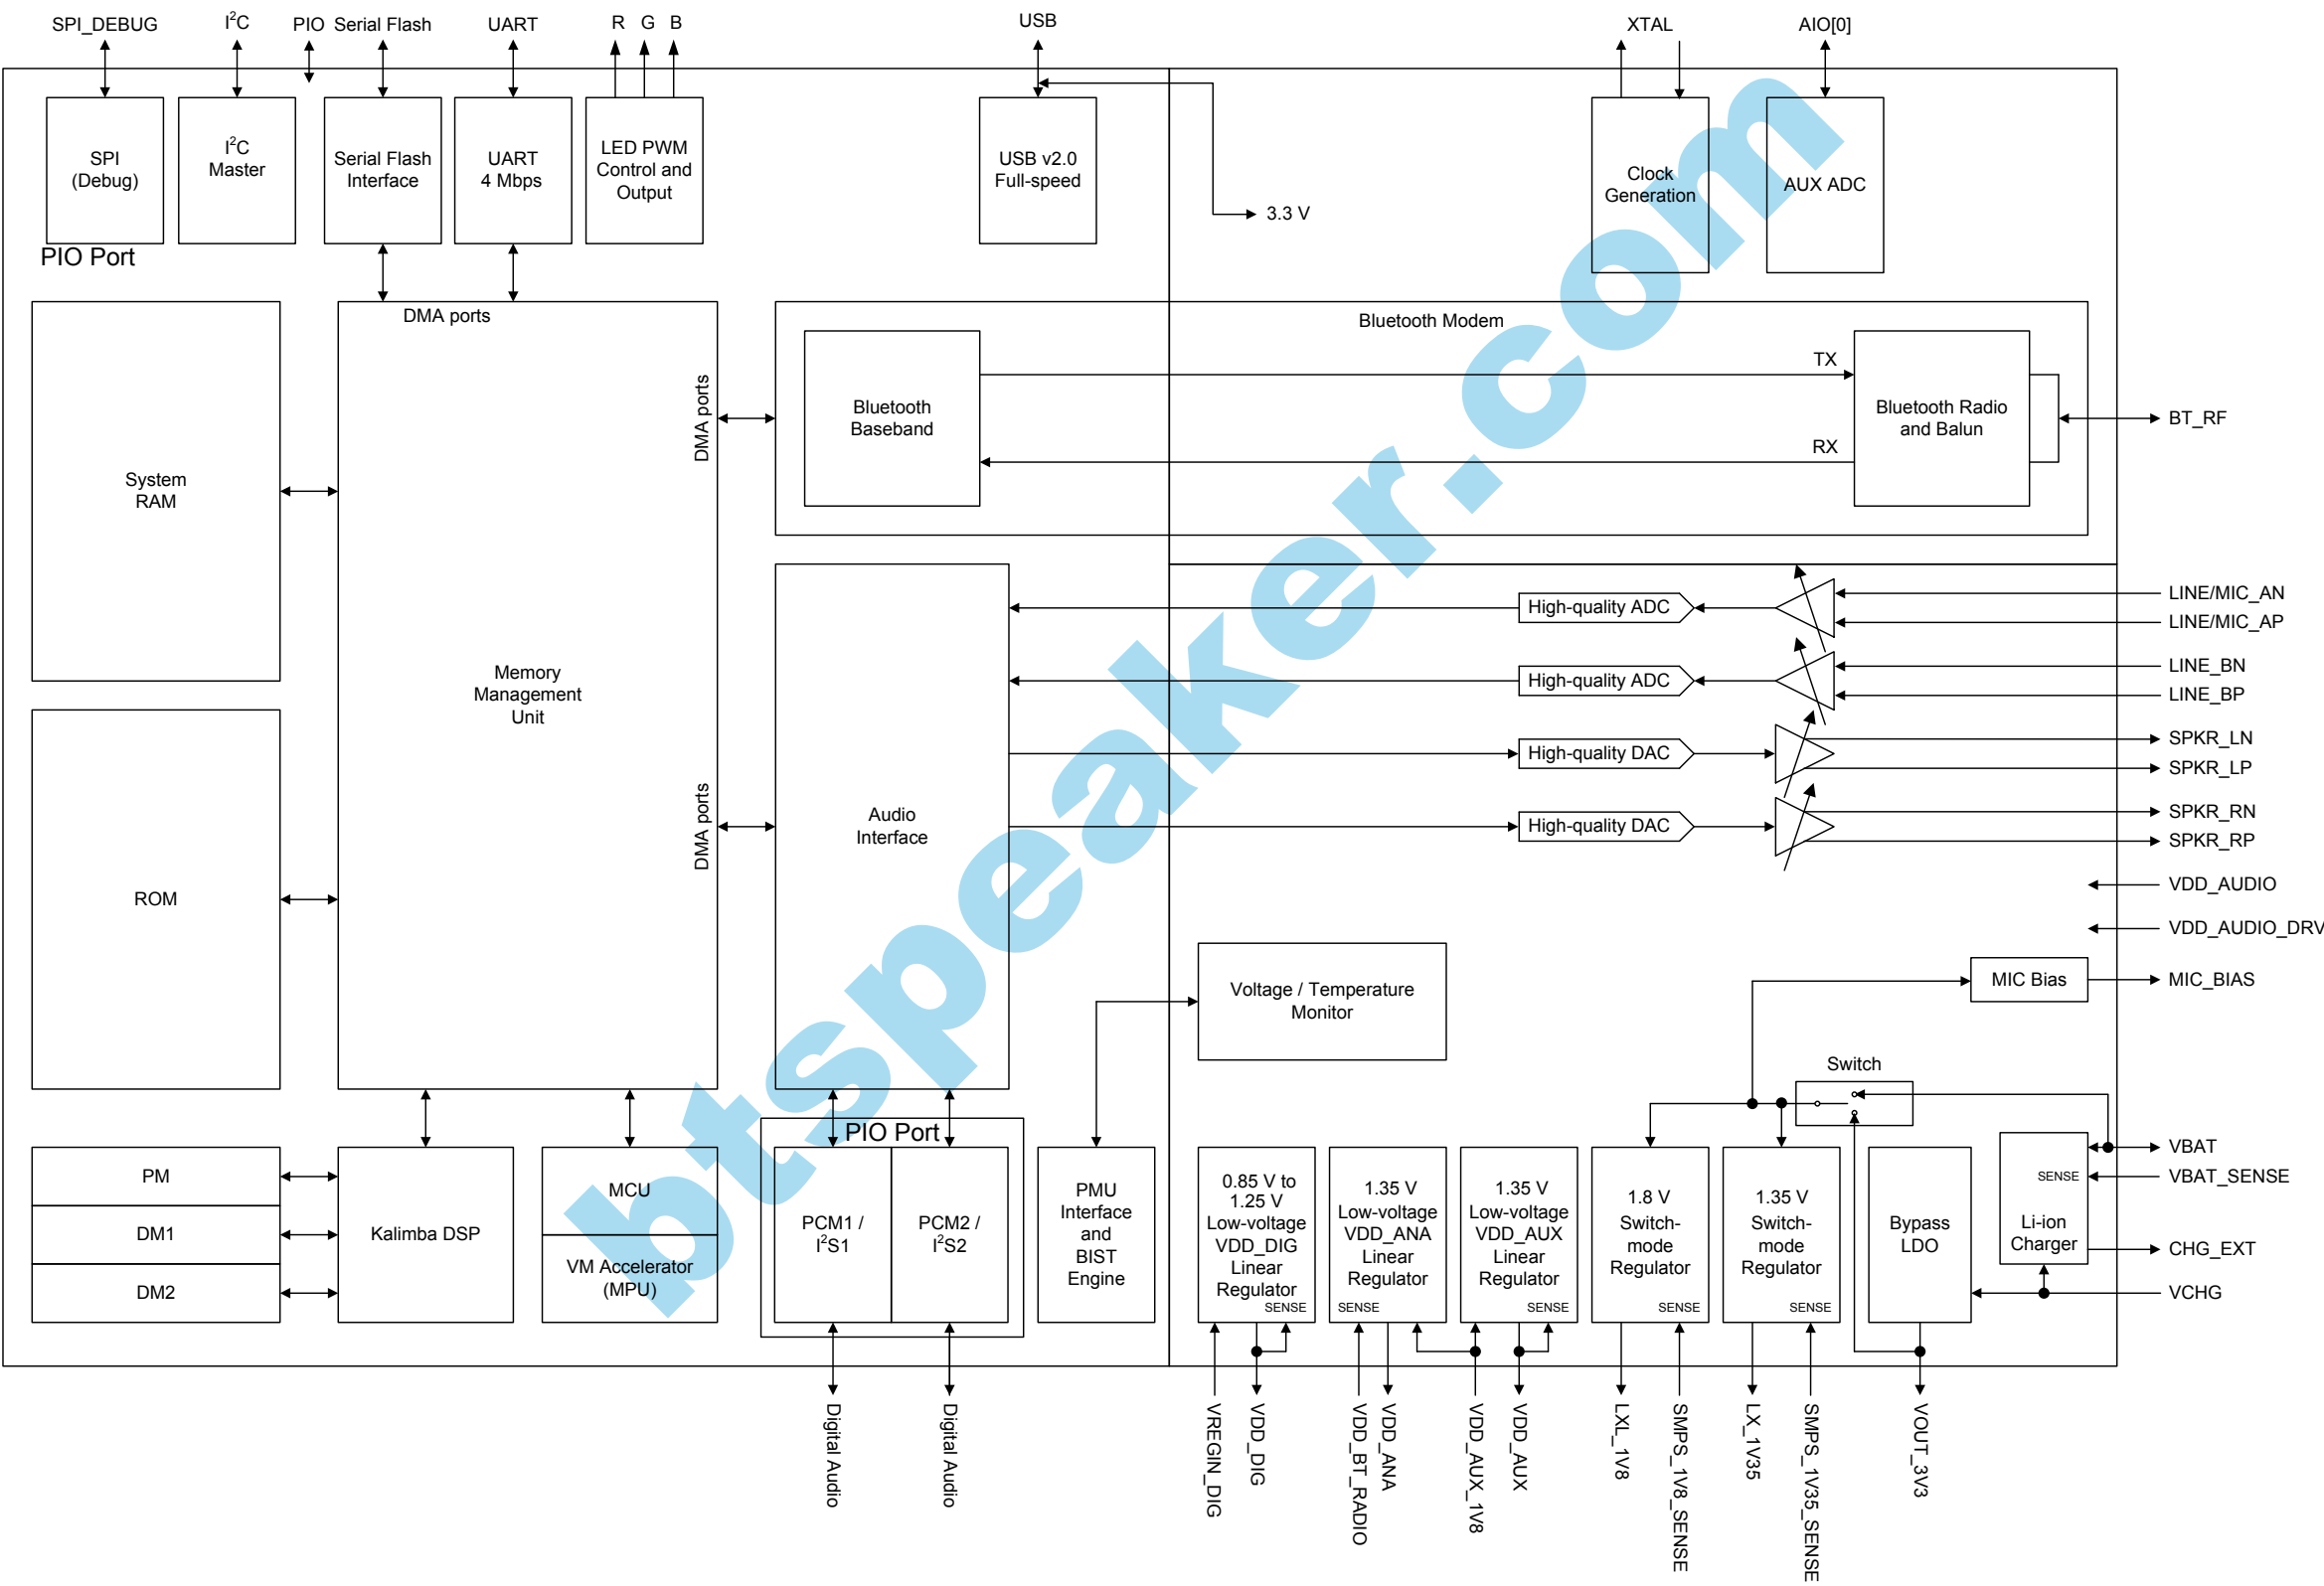 SPI_DEBUG
I²C
PIO
Serial Flash
UART
R
G
B
USB
XTAL
AIO[0]
SPI
(Debug)
I²C
Master
Serial Flash
Interface
UART
4 Mbps
LED PWM
Control and
Output
USB v2.0
Full-speed
Clock
Generation
AUX ADC
3.3 V
PIO Port
DMA ports
System
RAM
ROM
Memory
Management
Unit
DMA ports
DMA ports
Bluetooth Modem
Bluetooth
Baseband
TX
RX
Bluetooth Radio
and Balun
BT_RF
Audio
Interface
High-quality ADC
High-quality ADC
High-quality DAC
High-quality DAC
LINE/MIC_AN
LINE/MIC_AP
LINE_BN
LINE_BP
SPKR_LN
SPKR_LP
SPKR_RN
SPKR_RP
VDD_AUDIO
VDD_AUDIO_DRV
MIC Bias
MIC_BIAS
Voltage / Temperature
Monitor
Switch
PM
DM1
DM2
Kalimba DSP
MCU
VM Accelerator
(MPU)
PIO Port
PCM1 /
I²S1
PCM2 /
I²S2
PMU
Interface
and
BIST
Engine
0.85 V to
1.25 V
Low-voltage
VDD_DIG
Linear
Regulator
SENSE
1.35 V
Low-voltage
VDD_ANA
Linear
Regulator
SENSE
1.35 V
Low-voltage
VDD_AUX
Linear
Regulator
SENSE
1.8 V
Switch-
mode
Regulator
SENSE
1.35 V
Switch-
mode
Regulator
SENSE
Bypass
LDO
SENSE
Li-ion
Charger
VBAT
VBAT_SENSE
CHG_EXT
VCHG
Digital Audio
Digital Audio
VREGIN_DIG
VDD_DIG
VDD_BT_RADIO
VDD_ANA
VDD_AUX_1V8
VDD_AUX
LXL_1V8
SMPS_1V8_SENSE
LX_1V35
SMPS_1V35_SENSE
VOUT_3V3
btspeaker.com